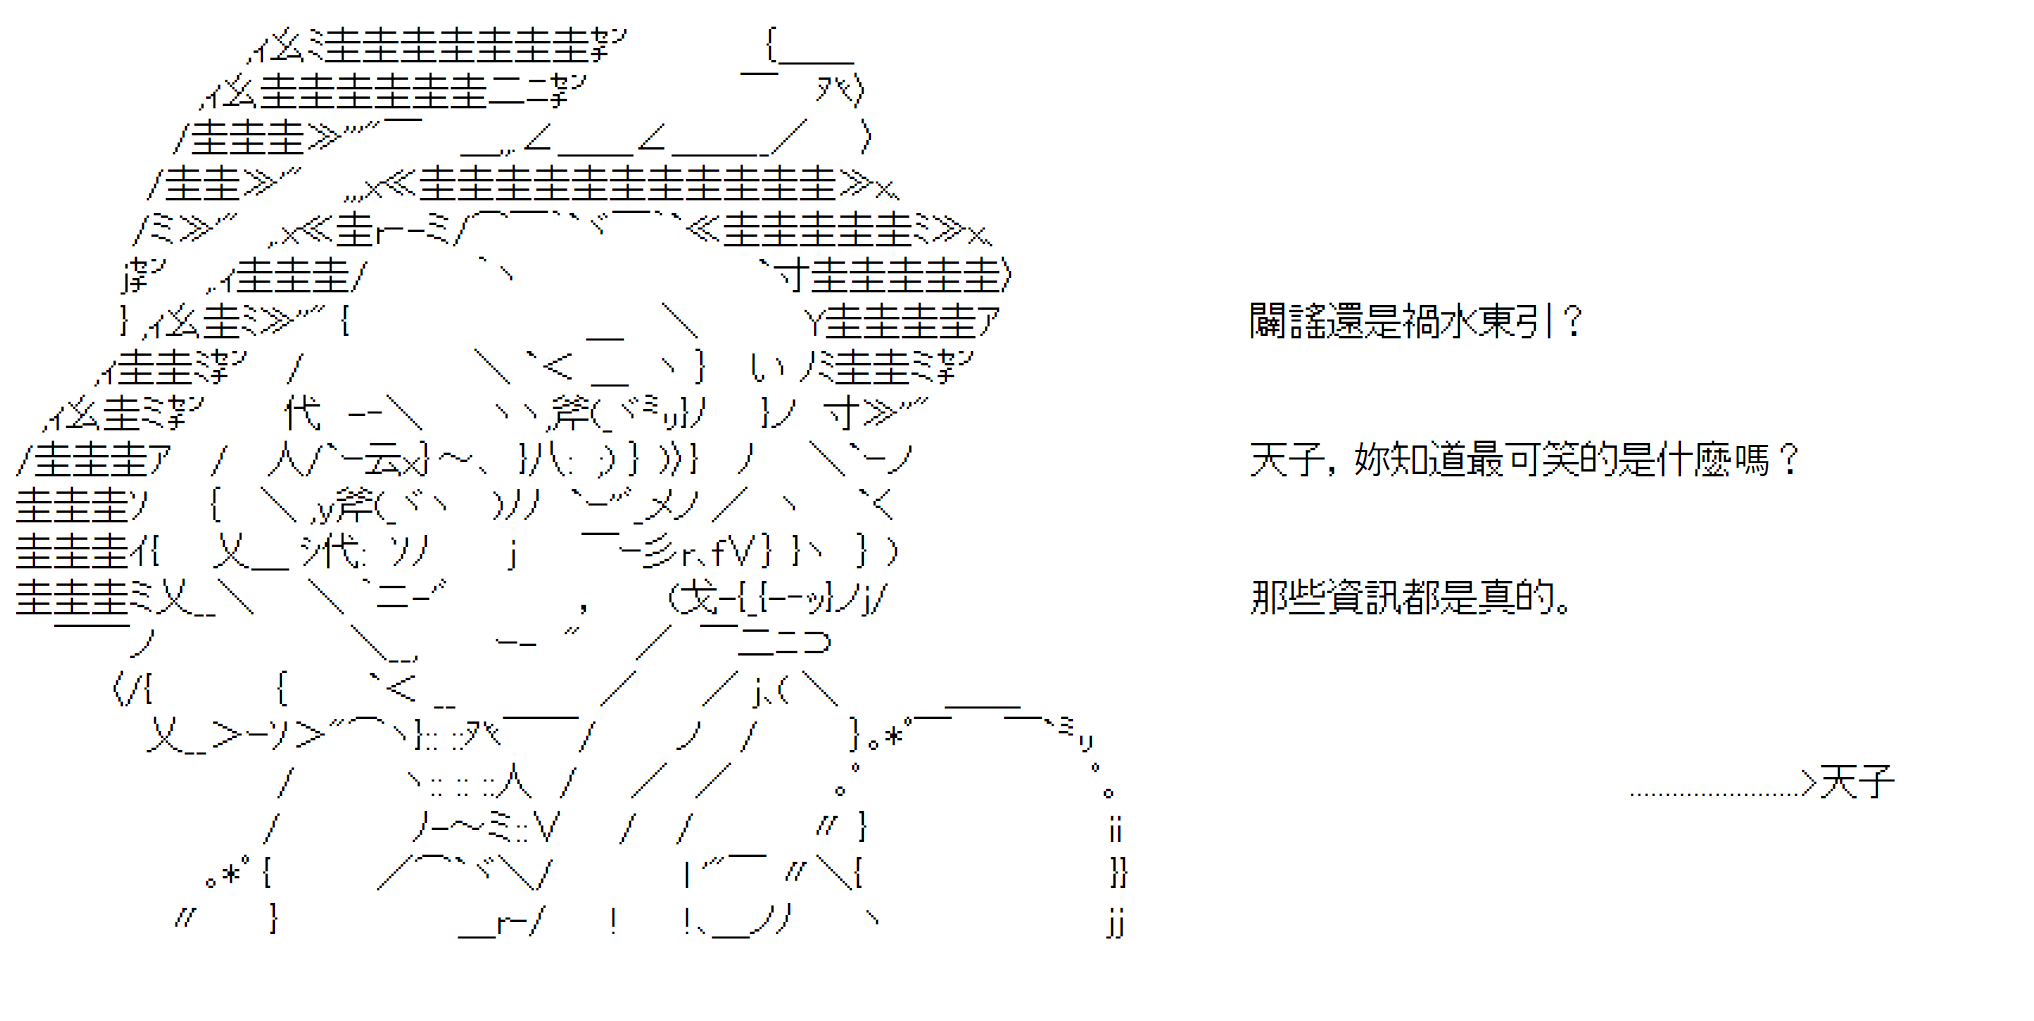 闢謠還是禍水東引？
天子，妳知道最可笑的是什麼嗎？
那些資訊都是真的。
......................>天子